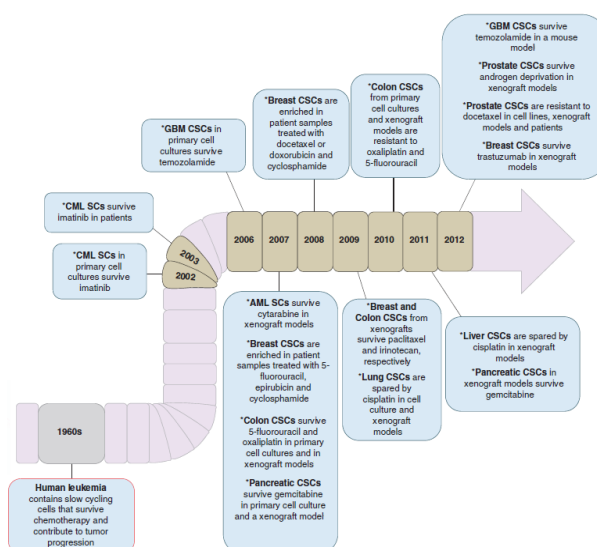 *GBM CSCs survive
temozolamide in a mouse
model
*Prostate CSCs survive
androgen deprivation in
xenograft models
*Prostate CSCs are resistant to
docetaxel in cell lines, xenograft
models and patients
*Breast CSCs survive
trastuzumab in xenograft
models
*Colon CSCs
from primary
cell cultures and
xenograft
models are
resistant to
oxaliplatin and
5-fluorouracil
*Breast CSCs are
enriched in
patient samples
treated with
docetaxel or
doxorubicin and
cyclosphamide
*GBM CSCs in
primary cell
cultures survive
temozolamide
*CML SCs survive
imatinib in patients
*CML SCs in
primary cell
cultures survive
imatinib
1960s
2002
2003
2006
2007
2008
2009
2010
2011
2012
*AML SCs survive
cytarabine in
xenograft models
*Breast CSCs are
enriched in patient
samples treated with 5-
fluorouracil,
epirubicin and
cyclosphamide
*Colon CSCs survive
5-fluorouracil and
oxaliplatin in primary
cell cultures and in
xenograft models
*Pancreatic CSCs
survive gemcitabine
in primary cell culture
and a xenograft model
*Breast and
Colon CSCs from
xenografts
survive paclitaxel
and irinotecan,
respectively
*Lung CSCs are
spared by
cisplatin in cell
culture and
xenograft
models
*Liver CSCs are spared by
cisplatin in xenograft
models
*Pancreatic CSCs in
xenograft models survive
gemcitabine
Human leukemia
contains slow cycling
cells that survive
chemotherapy and
contribute to tumor
progression